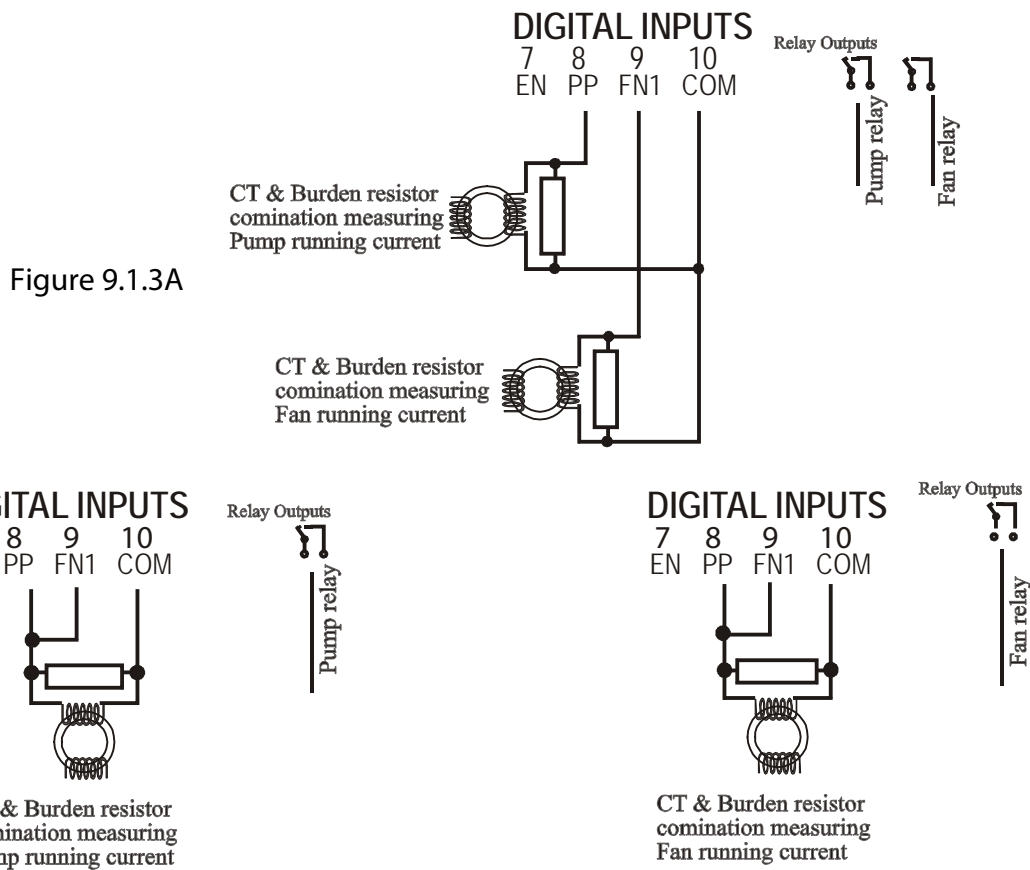 DIGITAL INPUTS
7 8 9 10
EN PP FN1 COM
Relay Outputs
Pump relay
Fan relay
CT & Burden resistor
comination measuring
Pump running current
Figure 9.1.3A
CT & Burden resistor
comination measuring
Fan running current
GITAL INPUTS
8 9 10
PP FN1 COM
Relay Outputs
Pump relay
& Burden resistor
mination measuring
mp running current
DIGITAL INPUTS
7 8 9 10
EN PP FN1 COM
Relay Outputs
Fan relay
CT & Burden resistor
comination measuring
Fan running current